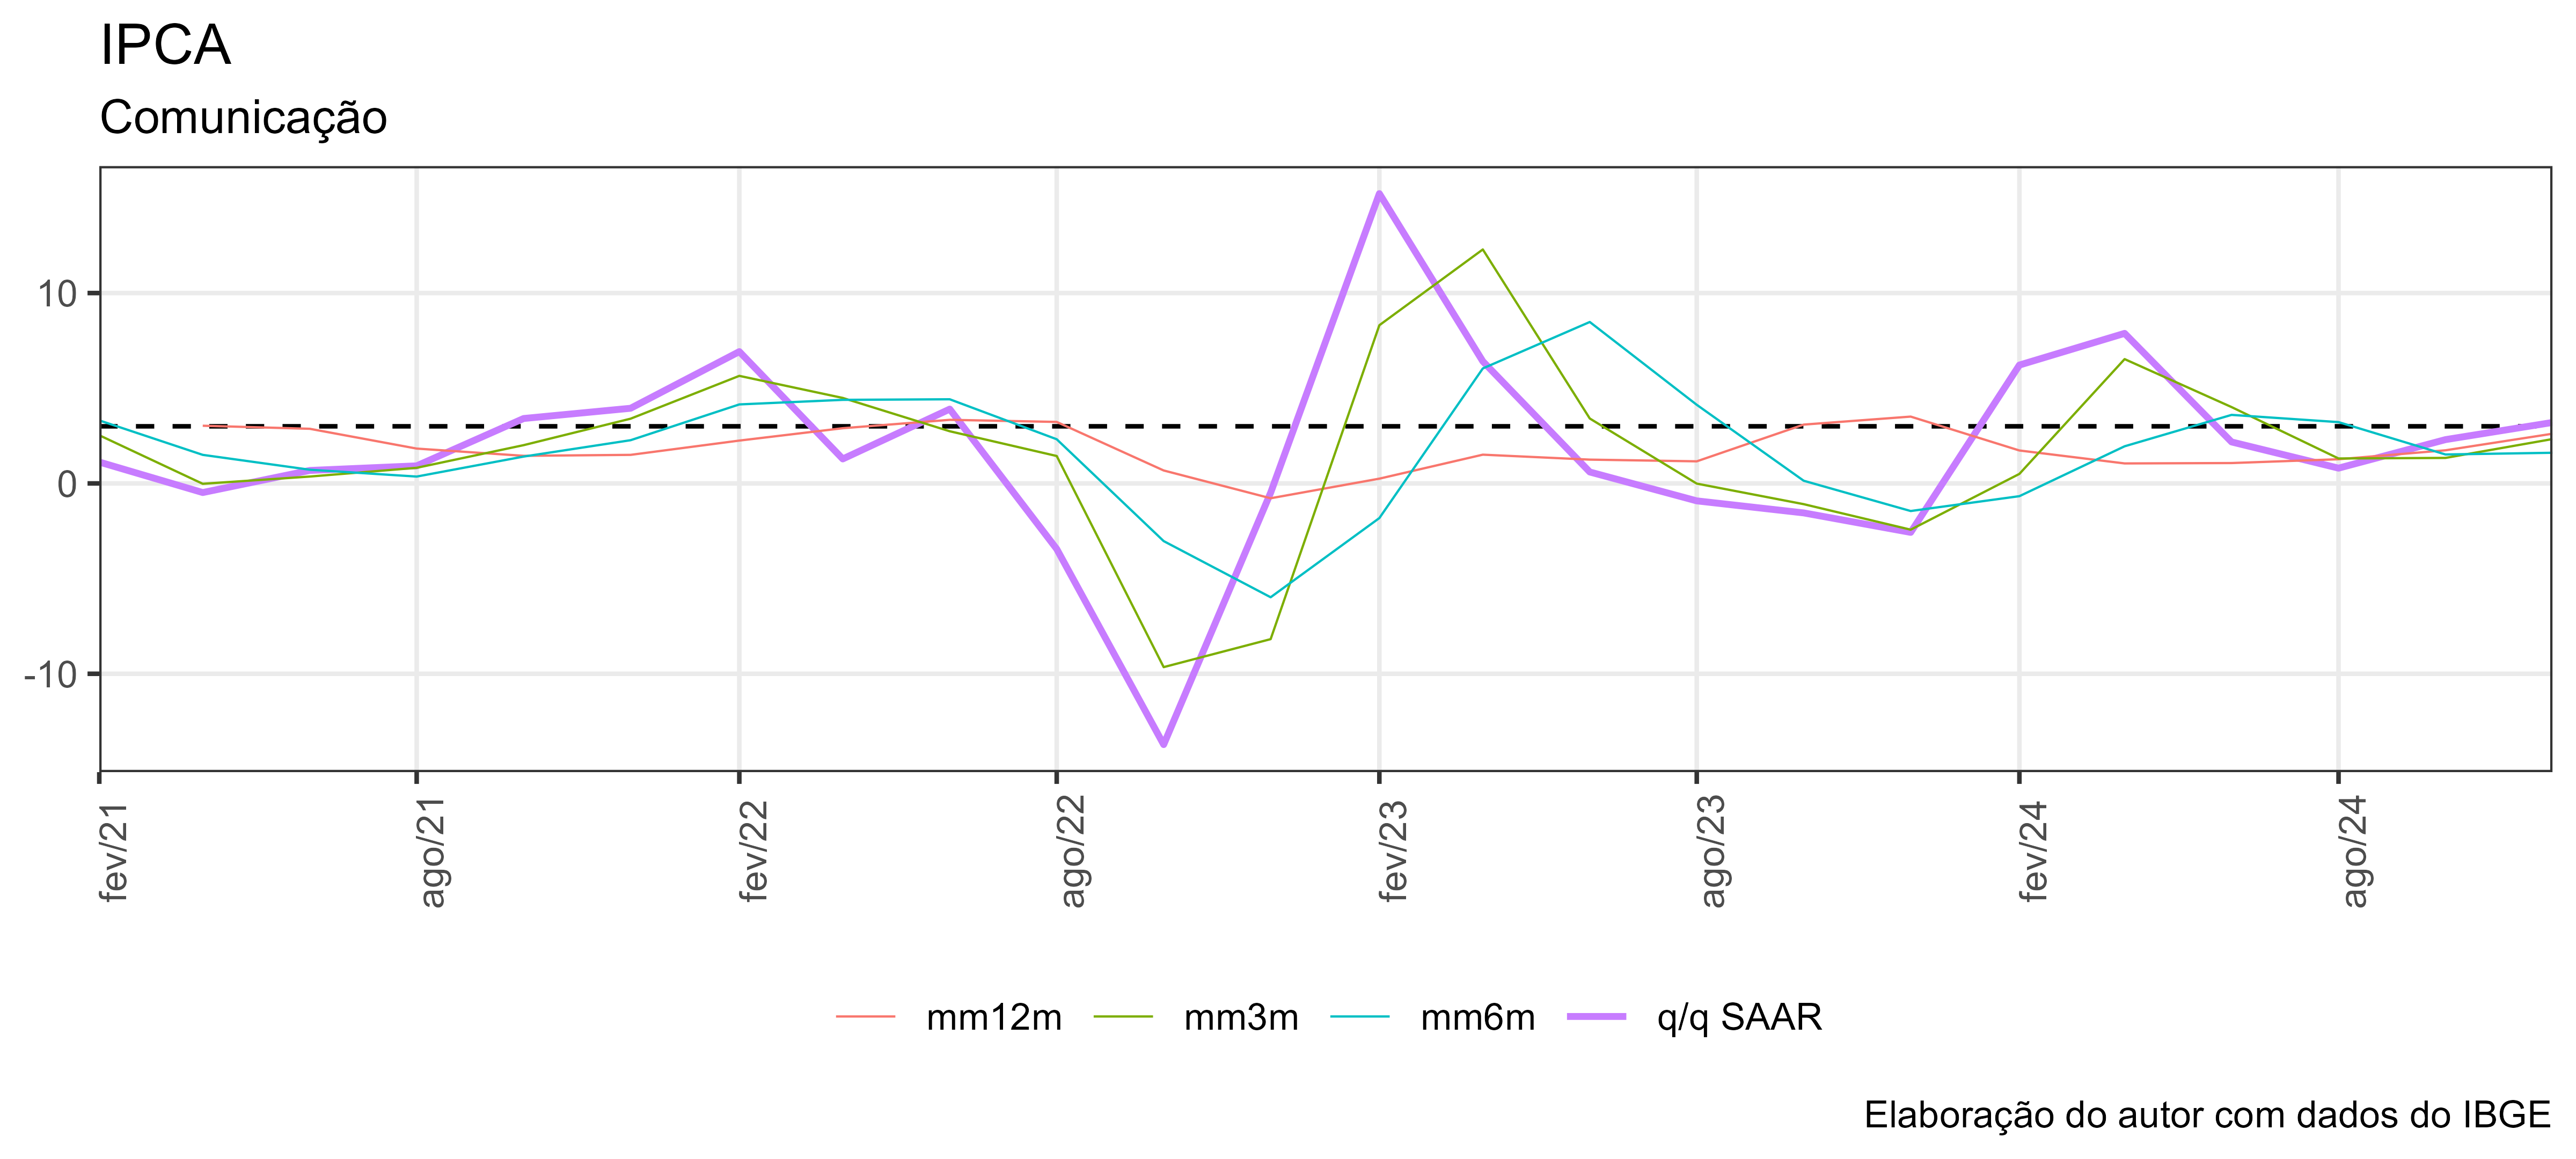 IPCA
Comunicação
10
0
-10
fev/21
ago/21
fev/22
ago/22
fev/23
ago/23
fev/24
ago/24
mm12m
mm3m
mm6m
q/q SAAR
Elaboração do autor com dados do IBGE